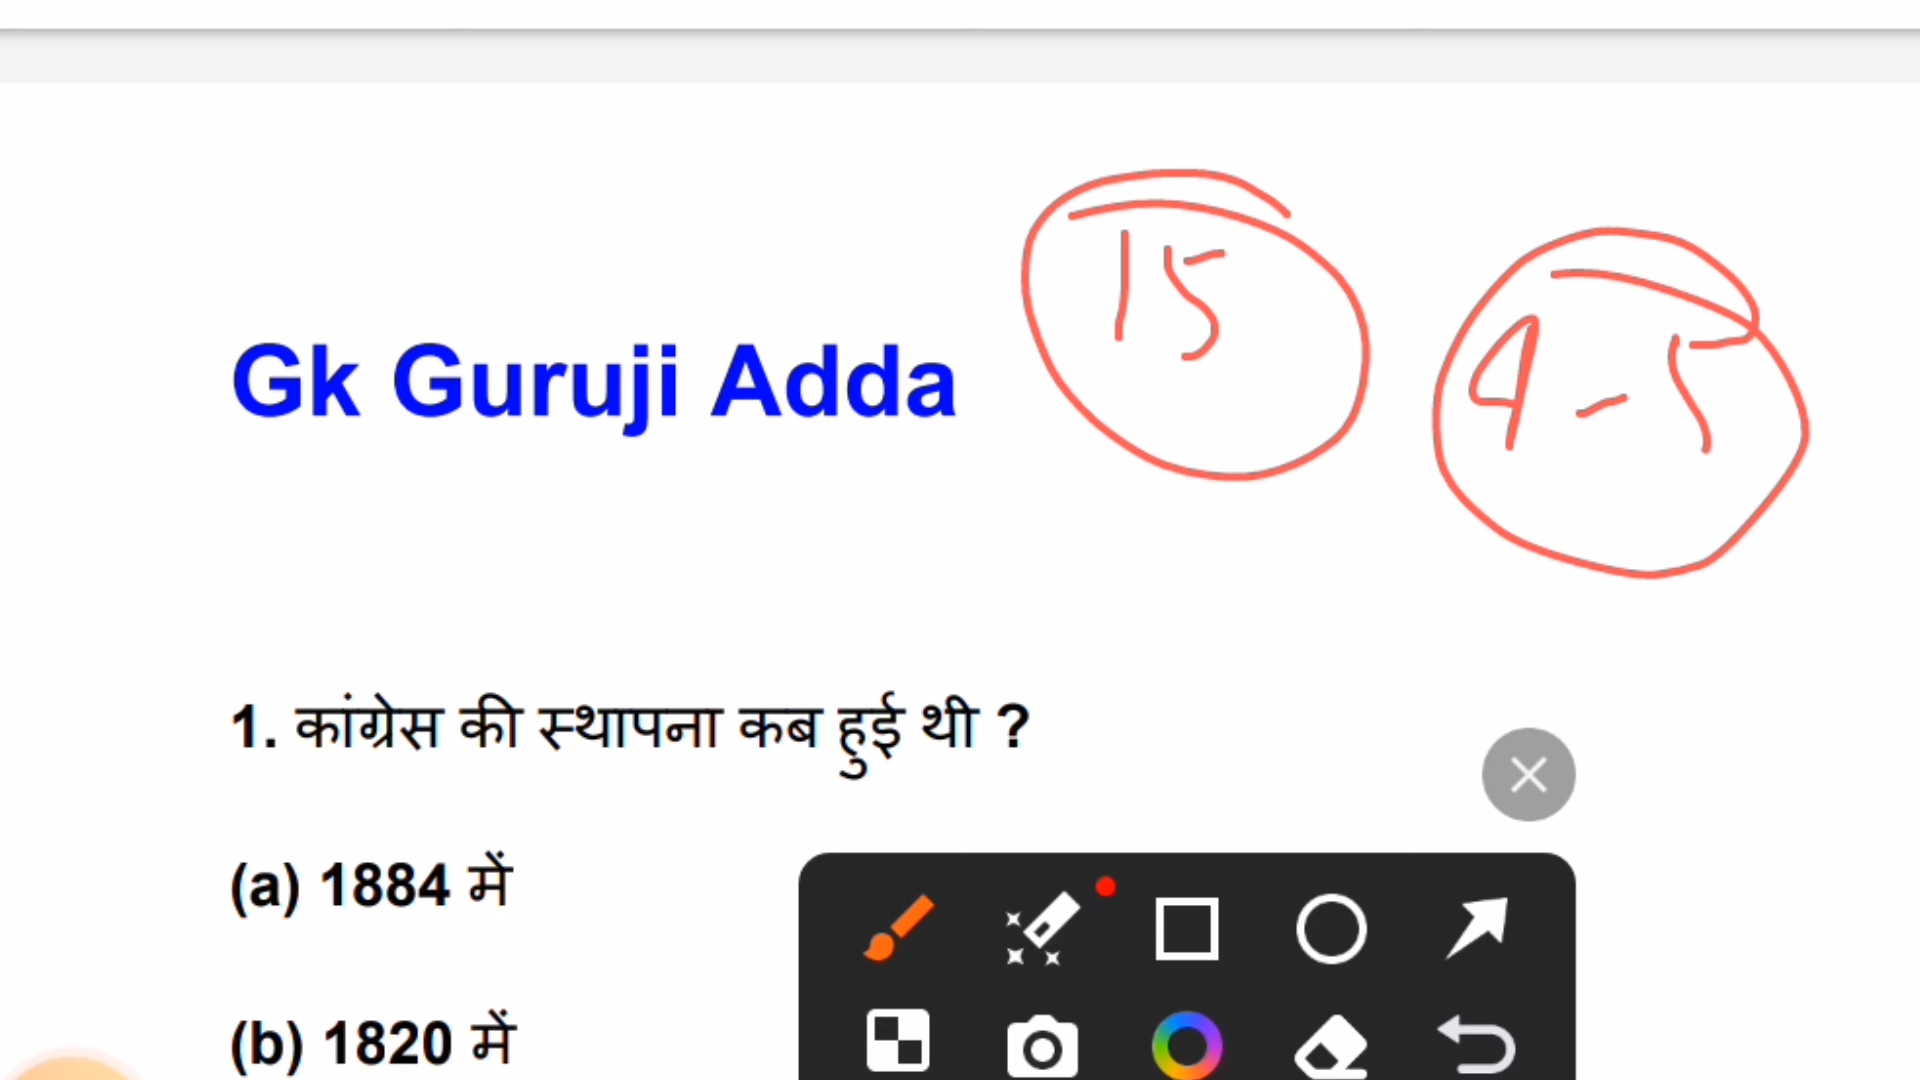 15
4-5
Gk Guruji Adda
1. कांग्रेस की स्थापना कब हुई थी ?
(a) 1884 में
(b) 1820 में